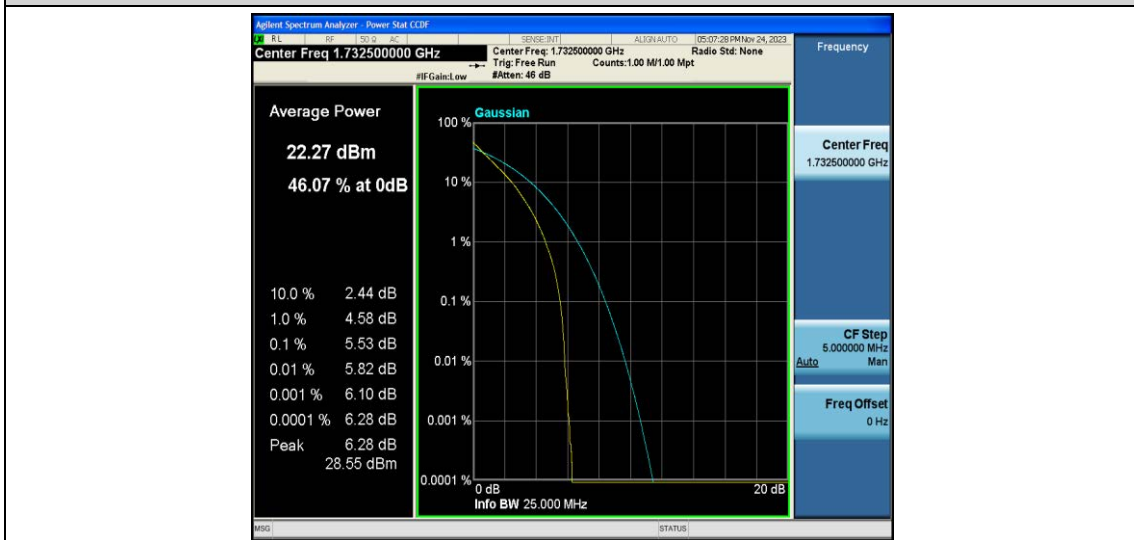 Agilent Spectrum Analyzer - Power Stat CCDF
RL RF 50 Ω AC SENSE:INT ALIGN AUTO 05:07:28 PM Nov 24, 2023
Center Freq 1.732500000 GHz
Center Freq: 1.732500000 GHz Radio Std: None
Trig: Free Run Counts:1.00 M/1.00 Mpt
#IFGain:Low #Atten: 46 dB
Frequency
Average Power
22.27 dBm
46.07 % at 0dB
10.0 % 2.44 dB
1.0 % 4.58 dB
0.1 % 5.53 dB
0.01 % 5.82 dB
0.001 % 6.10 dB
0.0001 % 6.28 dB
Peak 6.28 dB
28.55 dBm
Gaussian
100 %
10 %
1 %
0.1 %
0.01 %
0.001 %
0.0001 %
0 dB 20 dB
Info BW 25.000 MHz
Center Freq
1.732500000 GHz
CF Step
5.000000 MHz
Auto Man
Freq Offset
0 Hz
MSG STATUS